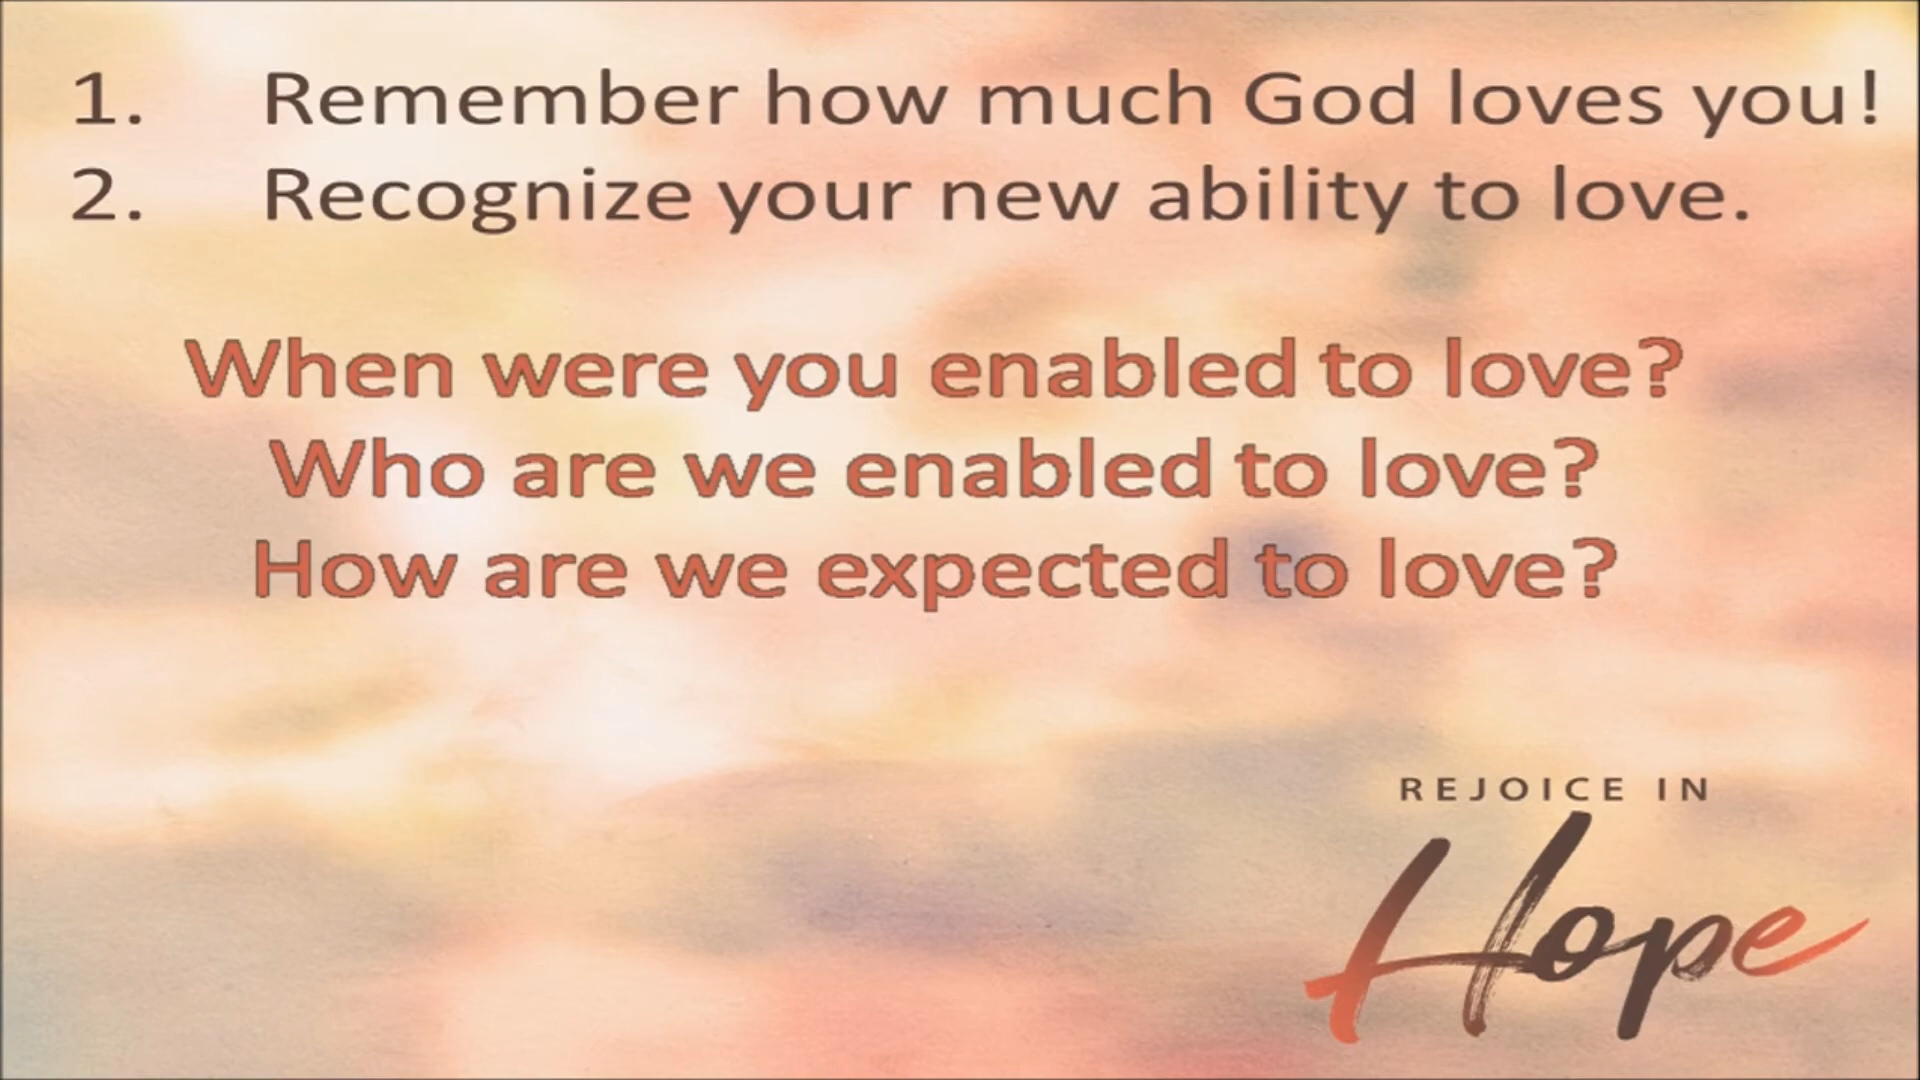 1. Remember how much God loves you!
2. Recognize your new ability to love.
When were you enabled to love?
Who are we enabled to love?
How are we expected to love?
REJOICE IN
Hope